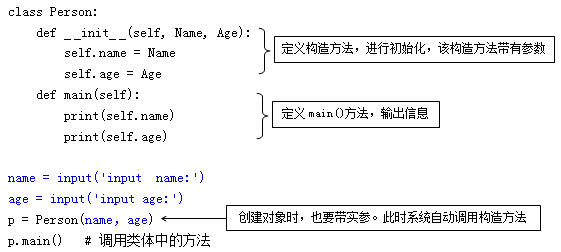 class Person:
def __init__(self, Name, Age):
self.name = Name
self.age = Age
定义构造方法，进行初始化，该构造方法带有参数
def main(self):
print(self.name)
print(self.age)
定义main()方法，输出信息
name = input('input  name:')
age = input('input age:')
p = Person(name, age)
创建对象时，也要带实参。此时系统自动调用构造方法
p.main()   # 调用类体中的方法